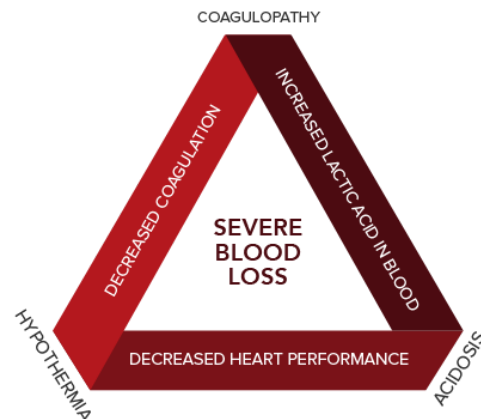 COAGULOPATHY
DECREASED COAGULATION
INCREASED LACTIC ACID IN BLOOD
SEVERE
BLOOD
LOSS
DECREASED HEART PERFORMANCE
HYPOTHERMIA
ACIDOSIS